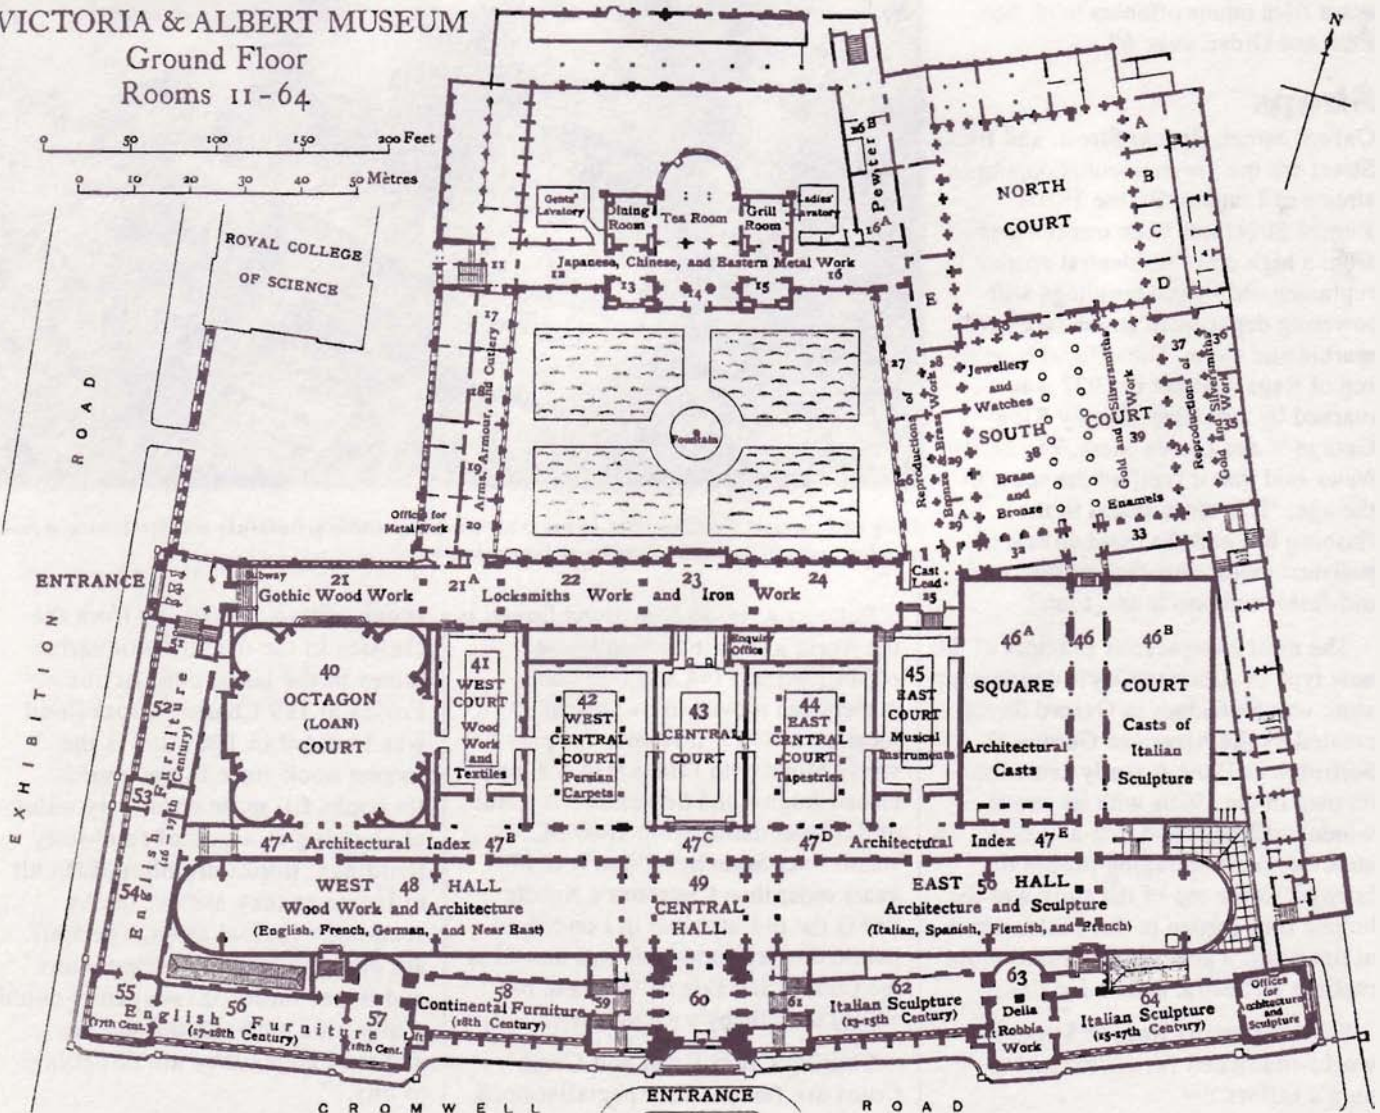 VICTORIA & ALBERT MUSEUM
Ground Floor
Rooms 11-64
50 100 150 200 Feet
0 10 20 30 40 50 Mètres
N
ROYAL COLLEGE
OF SCIENCE
ROAD
EXHIBITION
ENTRANCE
Gents' Lavatory
Dining Room
Tea Room
Grill Room
Ladies' Lavatory
16B
Pewter
16A
Japanese, Chinese, and Eastern Metal Work
11
12
13
14
15
16
17
Arms, Armour, and Cutlery
18
19
20
Offices for
Metal Work
Fountain
17
Reproductions of
Bronze and Brass Work
26
29
29
A
NORTH
COURT
A
B
C
D
E
Jewellery
and
Watches
SOUTH COURT
38
39
Brass
and
Bronze
Gold and Silversmiths' Work
Enamels
37
36
34
35
Reproductions of
Gold and Silversmiths' Work
32
33
Subway
21
Gothic Wood Work
21A
22
23
24
Locksmiths Work and Iron Work
Cast
Lead
25
Enquiry
Office
40
OCTAGON
(LOAN)
COURT
41
WEST
COURT
Wood
Work
and
Textiles
42
WEST
CENTRAL
COURT
Persian
Carpets
43
CENTRAL
COURT
44
EAST
CENTRAL
COURT
Tapestries
45
EAST
COURT
Musical
Instruments
46A 46 46B
SQUARE COURT
Architectural
Casts
Casts of
Italian
Sculpture
52
53
54
English Furniture
(16th-17th Century)
47A Architectural Index 47B 47C 47D Architectural Index 47E
WEST 48 HALL
Wood Work and Architecture
(English, French, German, and Near East)
49
CENTRAL
HALL
EAST 50 HALL
Architecture and Sculpture
(Italian, Spanish, Flemish, and French)
55
17th Cent.
56
English Furniture
(17-18th Century)
57
18th Cent.
Lift
58
Continental Furniture
(18th Century)
59
60
61
62
Italian Sculpture
(13-15th Century)
63
Della
Robbia
Work
64
Italian Sculpture
(15-17th Century)
Offices
for
Architecture
and
Sculpture
ENTRANCE
CROMWELL ROAD